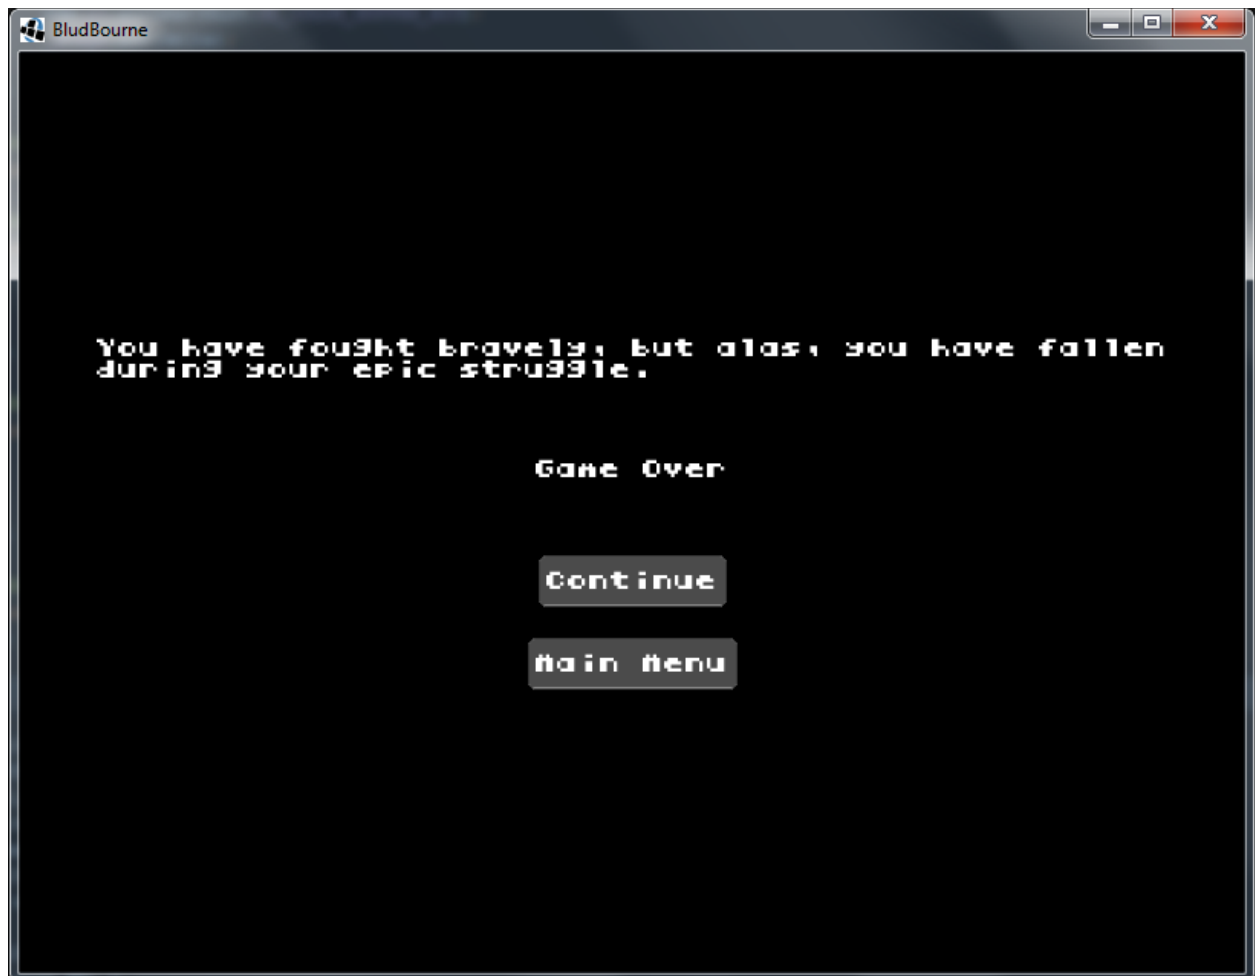 BludBourne
You have fought bravely, but alas, you have fallen
during your epic struggle.
Game Over
Continue
Main Menu